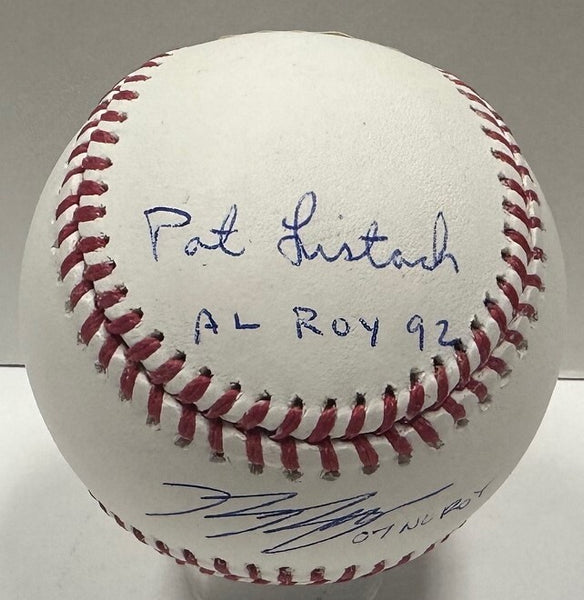 Pat Listach
AL ROY 92
07 NL ROY